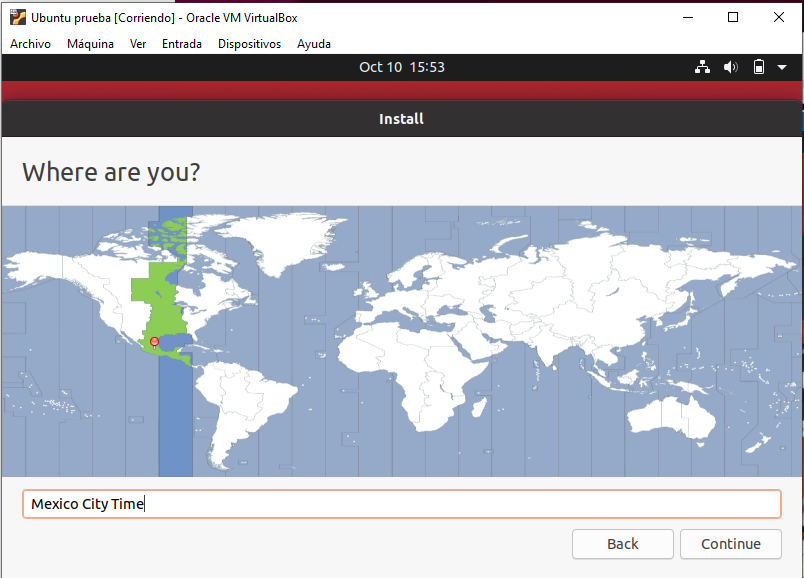 Ubuntu prueba [Corriendo] - Oracle VM VirtualBox
Archivo Máquina Ver Entrada Dispositivos Ayuda
Oct 10 15:53
Install
Where are you?
Mexico City Time
Back Continue